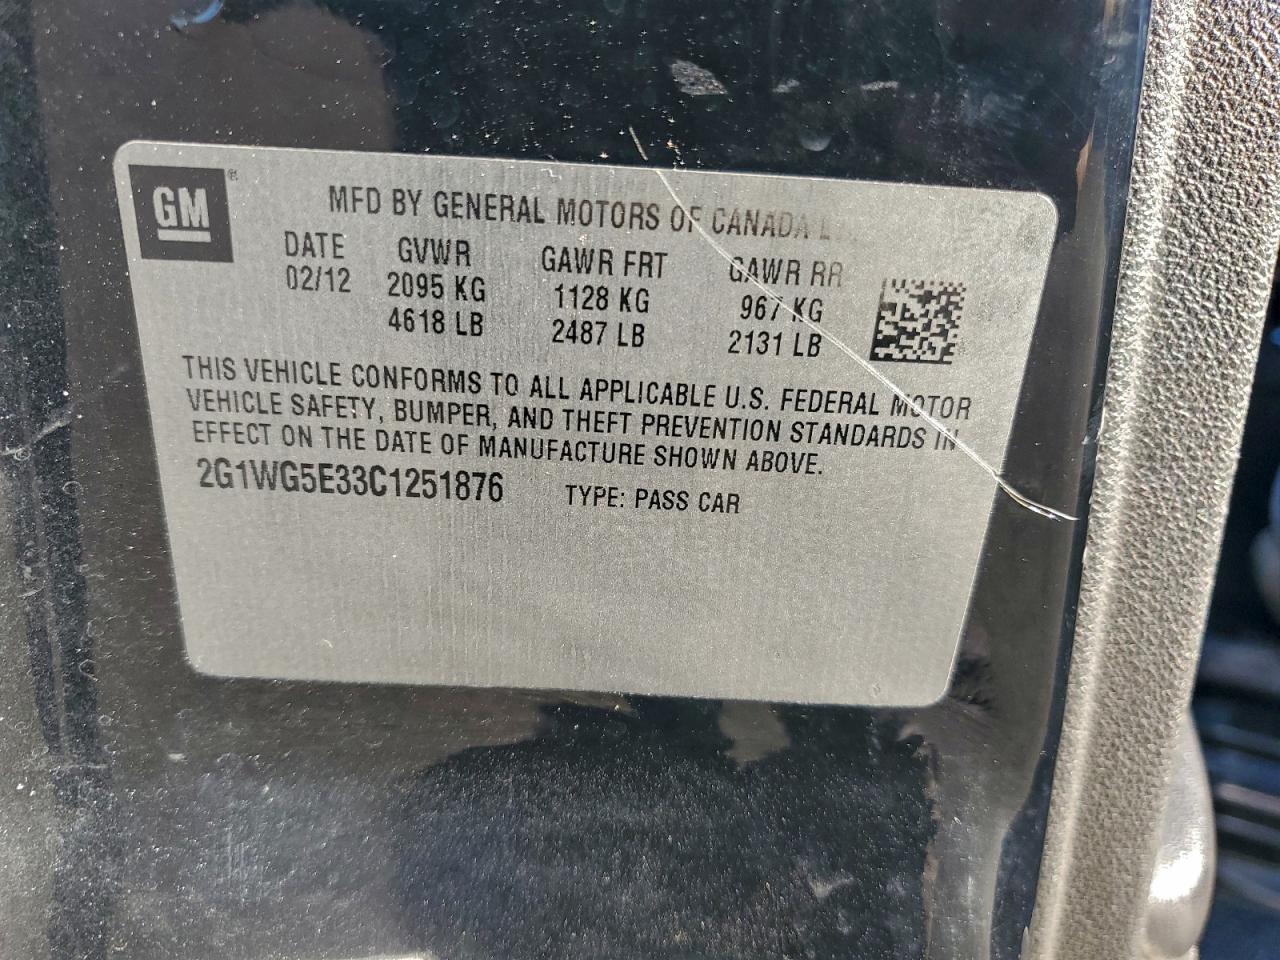 GM®
MFD BY GENERAL MOTORS OF CANADA
DATE GVWR GAWR FRT GAWR RR
02/12 2095 KG 1128 KG 967 KG
4618 LB 2487 LB 2131 LB
THIS VEHICLE CONFORMS TO ALL APPLICABLE U.S. FEDERAL MOTOR
VEHICLE SAFETY, BUMPER, AND THEFT PREVENTION STANDARDS IN
EFFECT ON THE DATE OF MANUFACTURE SHOWN ABOVE.
2G1WG5E33C1251876 TYPE: PASS CAR